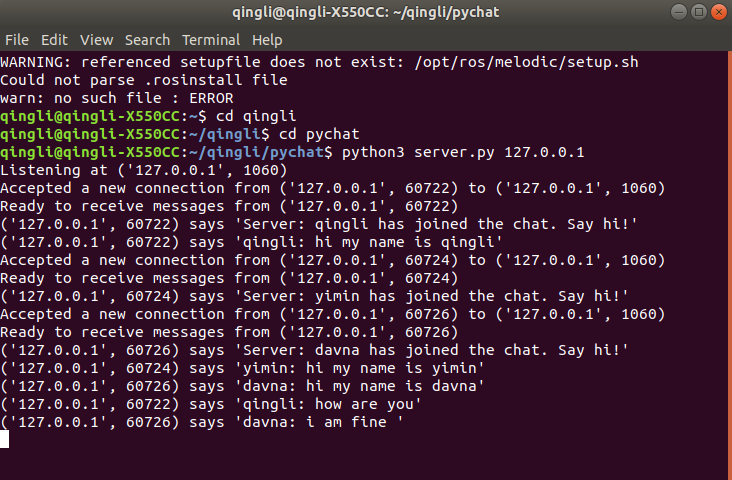 qingli@qingli-X550CC: ~/qingli/pychat
File Edit View Search Terminal Help
WARNING: referenced setupfile does not exist: /opt/ros/melodic/setup.sh
Could not parse .rosinstall file
warn: no such file : ERROR
qingli@qingli-X550CC:~$ cd qingli
qingli@qingli-X550CC:~/qingli$ cd pychat
qingli@qingli-X550CC:~/qingli/pychat$ python3 server.py 127.0.0.1
Listening at ('127.0.0.1', 1060)
Accepted a new connection from ('127.0.0.1', 60722) to ('127.0.0.1', 1060)
Ready to receive messages from ('127.0.0.1', 60722)
('127.0.0.1', 60722) says 'Server: qingli has joined the chat. Say hi!'
('127.0.0.1', 60722) says 'qingli: hi my name is qingli'
Accepted a new connection from ('127.0.0.1', 60724) to ('127.0.0.1', 1060)
Ready to receive messages from ('127.0.0.1', 60724)
('127.0.0.1', 60724) says 'Server: yimin has joined the chat. Say hi!'
Accepted a new connection from ('127.0.0.1', 60726) to ('127.0.0.1', 1060)
Ready to receive messages from ('127.0.0.1', 60726)
('127.0.0.1', 60726) says 'Server: davna has joined the chat. Say hi!'
('127.0.0.1', 60724) says 'yimin: hi my name is yimin'
('127.0.0.1', 60726) says 'davna: hi my name is davna'
('127.0.0.1', 60722) says 'qingli: how are you'
('127.0.0.1', 60726) says 'davna: i am fine '